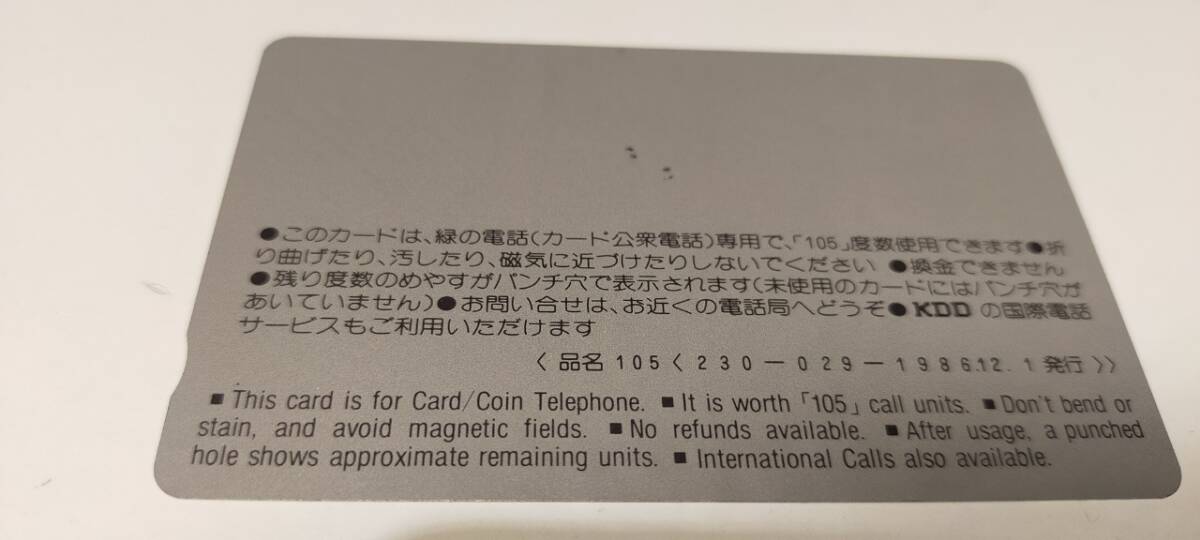 ●このカードは、緑の電話(カード公衆電話)専用で、「105」度数使用できます●折
り曲げたり、汚したり、磁気に近づけたりしないでください ●換金できません
●残り度数のめやすがパンチ穴で表示されます(未使用のカードにはパンチ穴が
あいていません)●お問い合せは、お近くの電話局へどうぞ●KDDの国際電話
サービスもご利用いただけます
〈品名105〈230－029－1986.12.1発行〉〉
■This card is for Card/Coin Telephone. ■It is worth「105」call units. ■Don't bend or
stain, and avoid magnetic fields. ■No refunds available. ■After usage, a punched
hole shows approximate remaining units. ■International Calls also available.